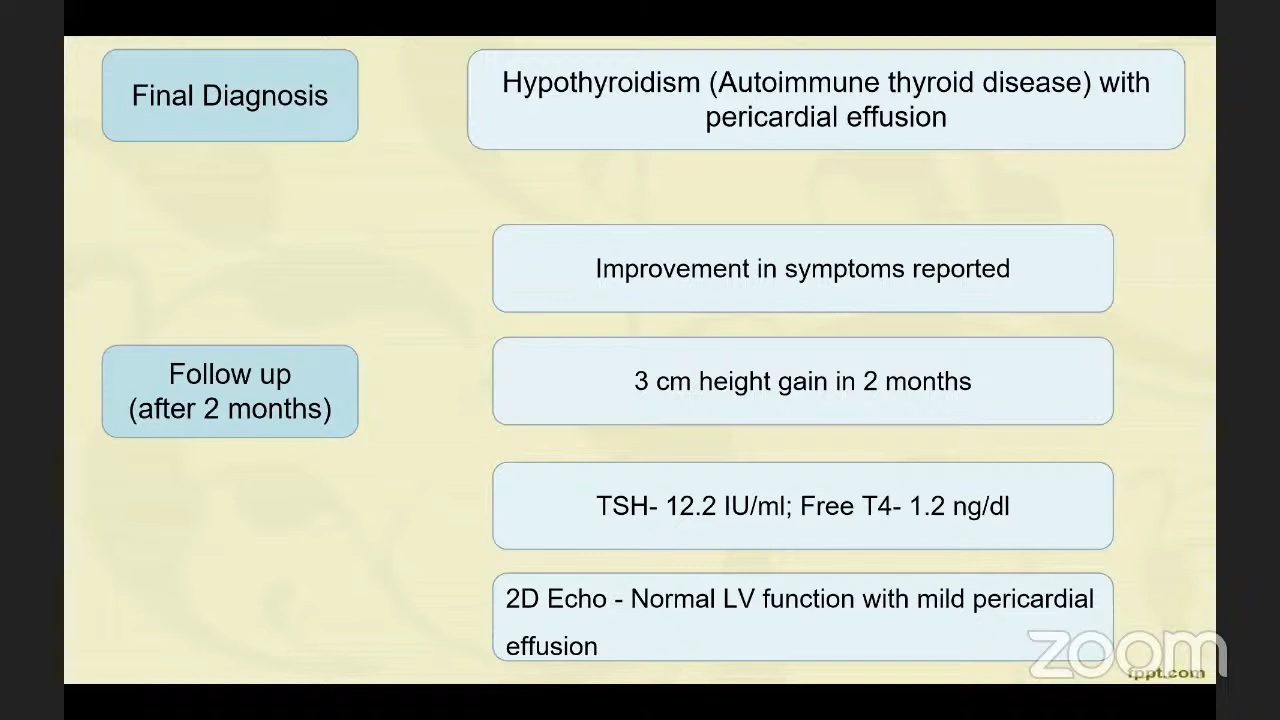 Final Diagnosis
Hypothyroidism (Autoimmune thyroid disease) with
pericardial effusion
Improvement in symptoms reported
Follow up
(after 2 months)
3 cm height gain in 2 months
TSH- 12.2 IU/ml; Free T4- 1.2 ng/dl
2D Echo - Normal LV function with mild pericardial
effusion
zoom
fppt.com